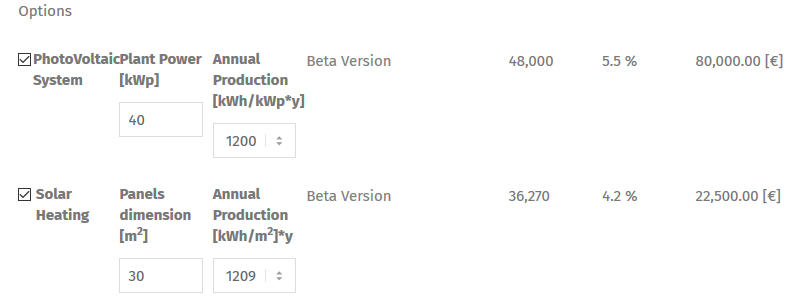 Options
PhotoVoltaic System Plant Power [kWp] Annual Production [kWh/kWp*y] Beta Version 48,000 5.5 % 80,000.00 [€]
40 1200
Solar Heating Panels dimension [m²] Annual Production [kWh/m²]*y Beta Version 36,270 4.2 % 22,500.00 [€]
30 1209